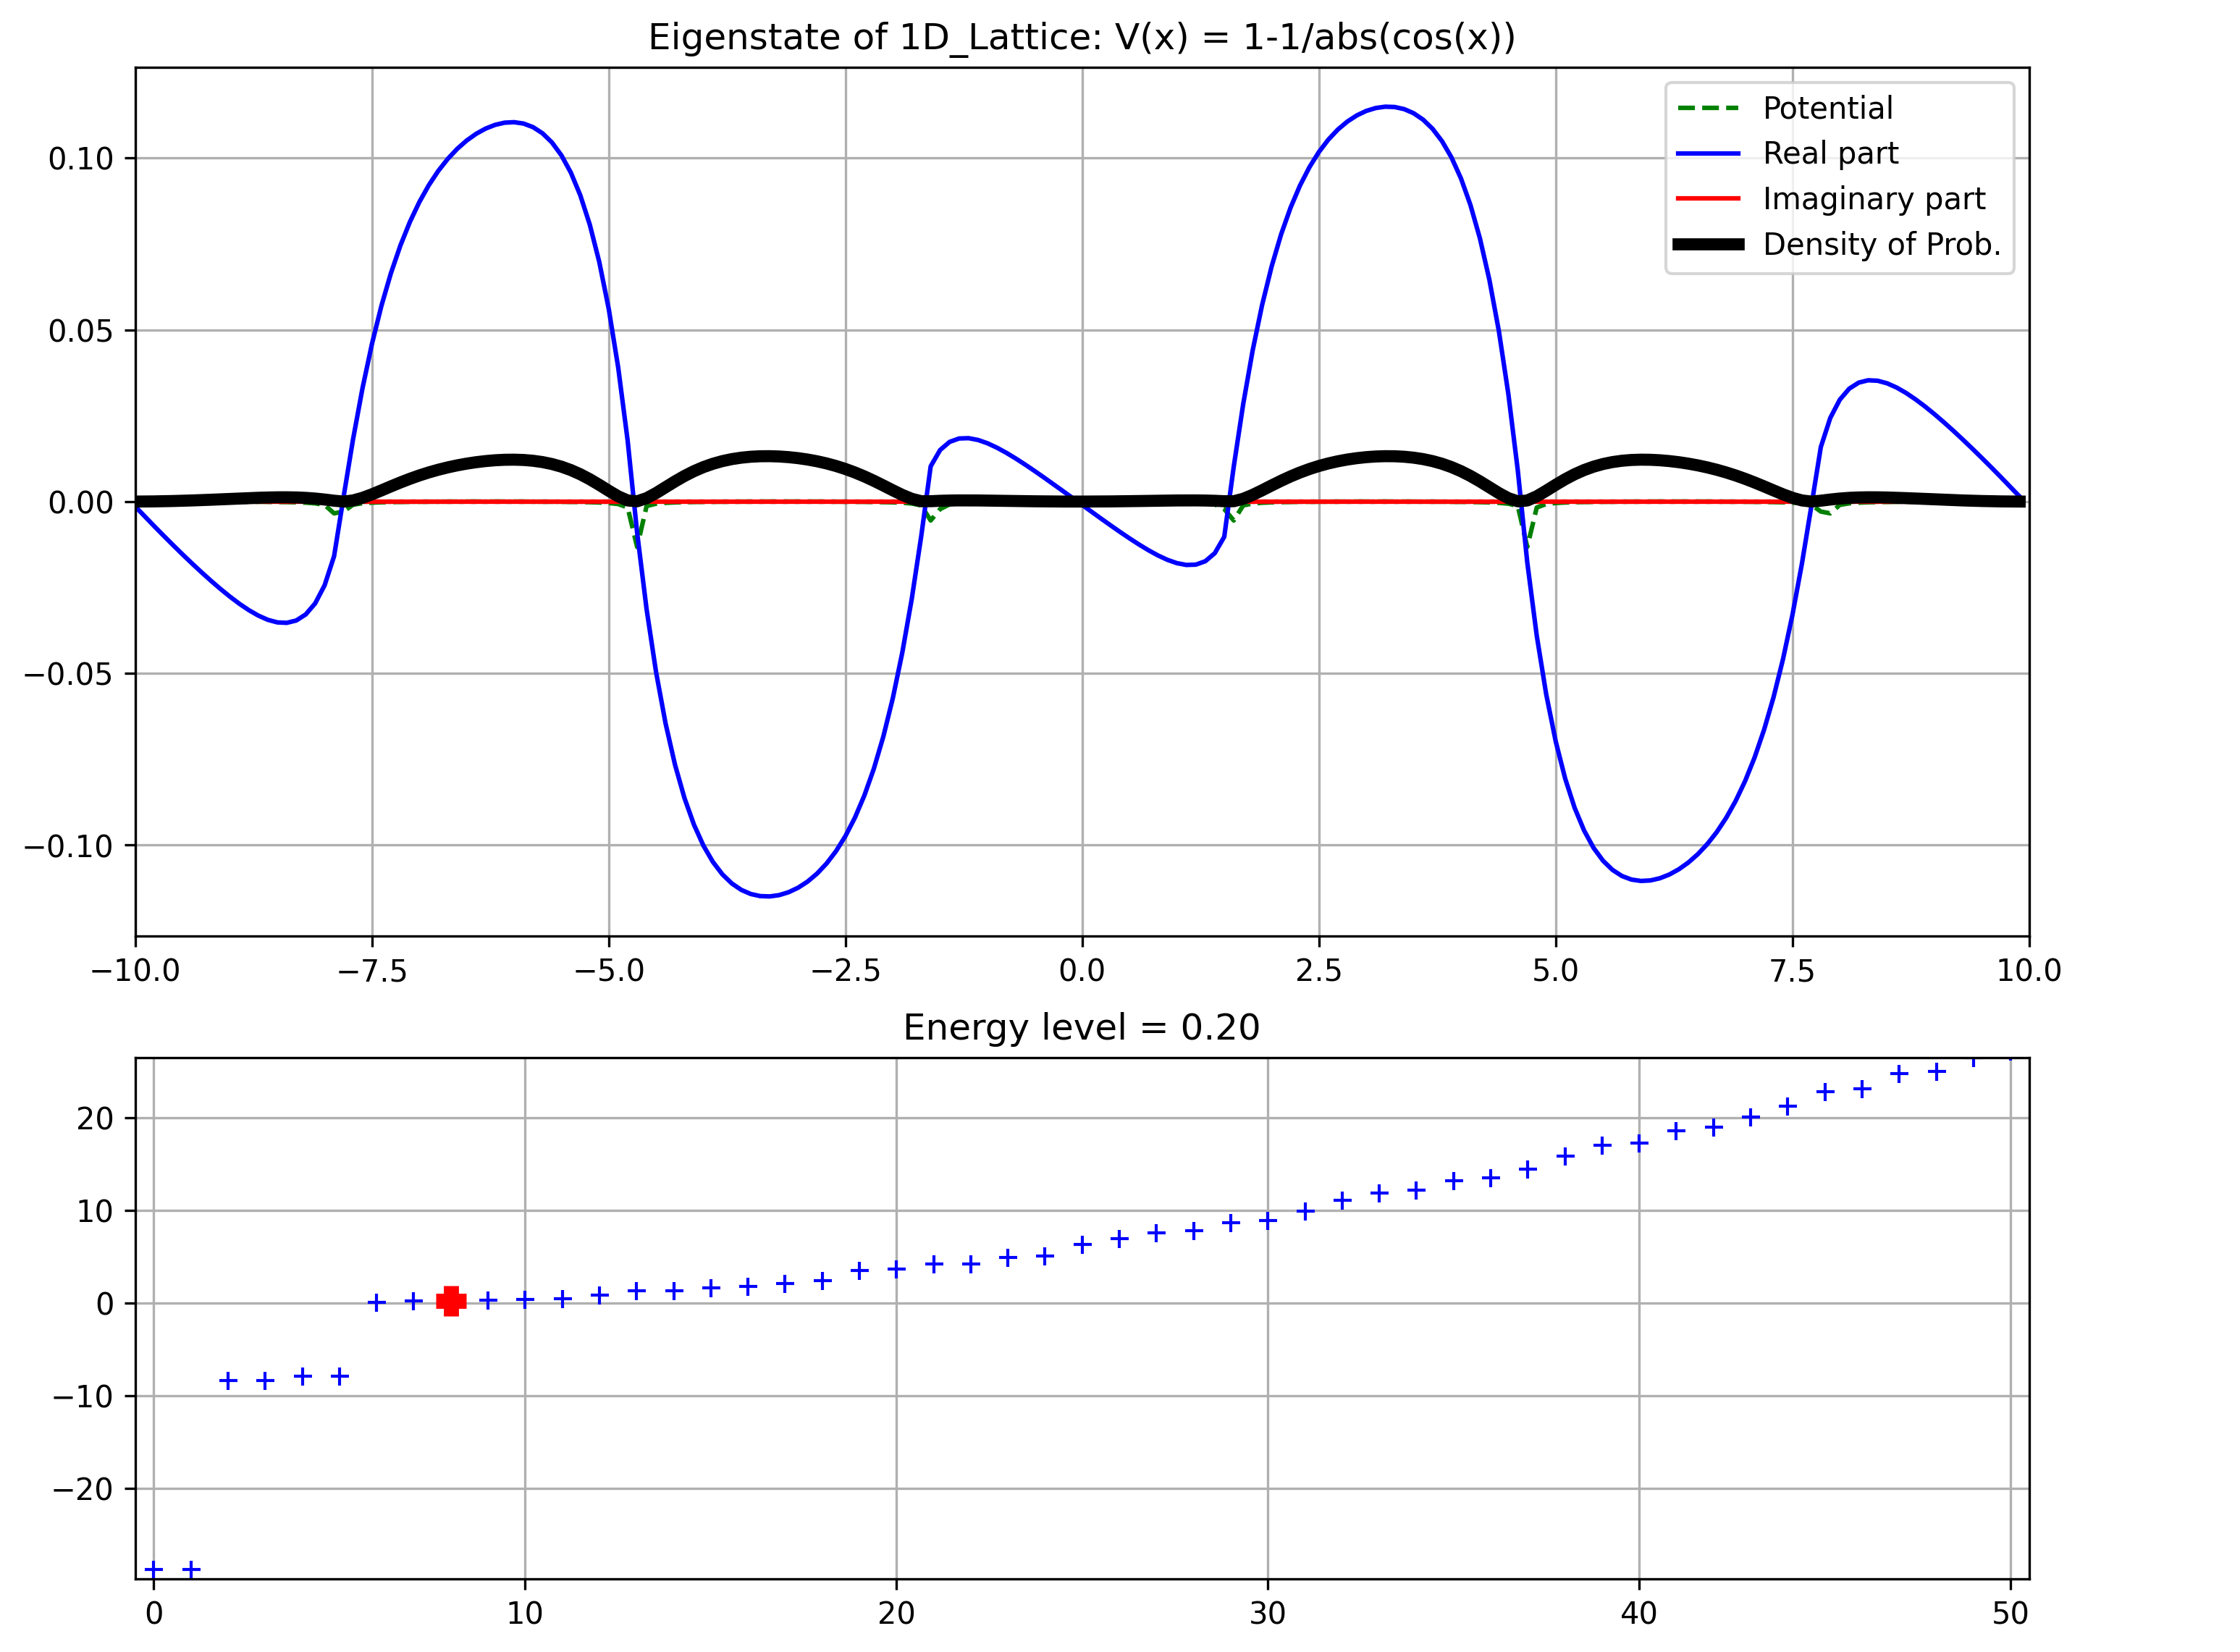 Eigenstate of 1D_Lattice: V(x) = 1-1/abs(cos(x))
Potential
Real part
Imaginary part
Density of Prob.
0.10
0.05
0.00
−0.05
−0.10
−10.0 −7.5 −5.0 −2.5 0.0 2.5 5.0 7.5 10.0
Energy level = 0.20
20
10
0
−10
−20
0 10 20 30 40 50